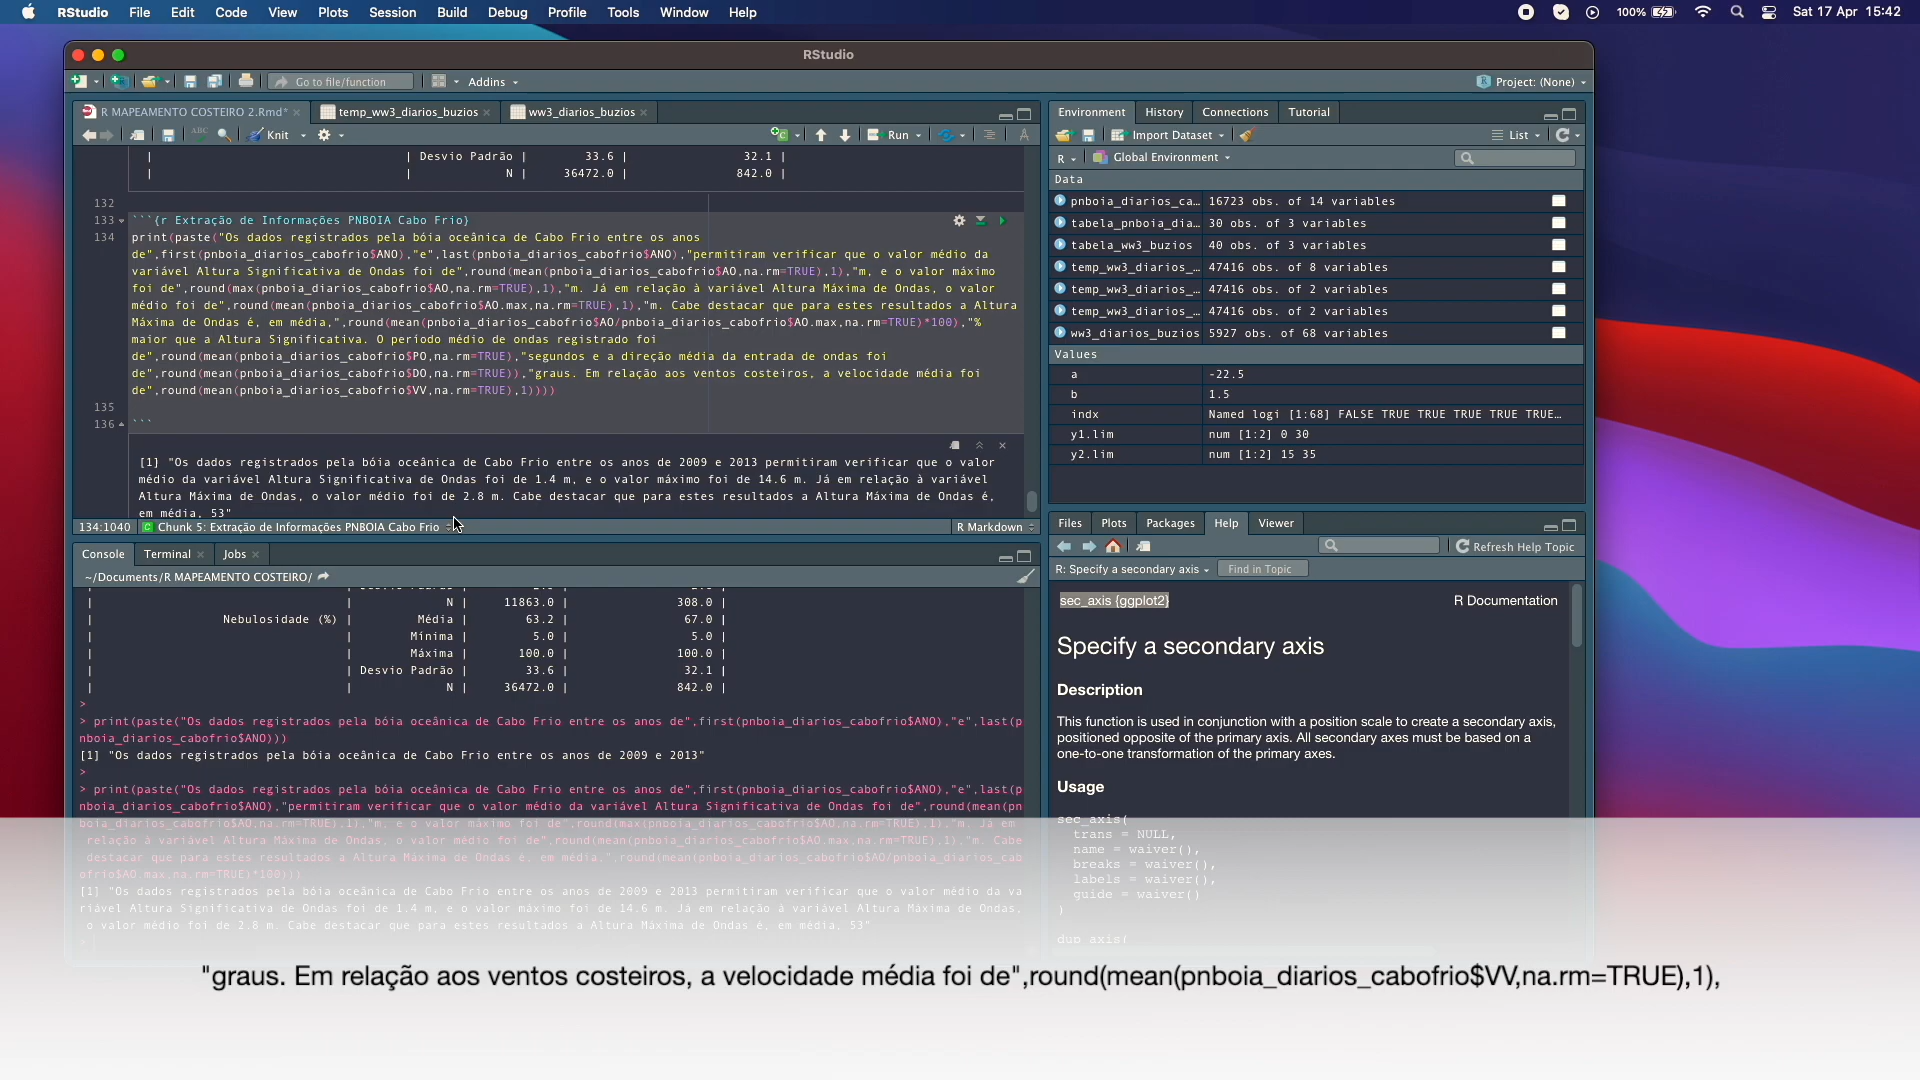 RStudio File Edit Code View Plots Session Build Debug Profile Tools Window Help 100% Sat 17 Apr 15:42
RStudio
Go to file/function Addins Project: (None)
R MAPEAMENTO COSTEIRO 2.Rmd* temp_ww3_diarios_buzios ww3_diarios_buzios
ABC Knit Run
| | Desvio Padrão | 33.6 | 32.1 |
| | N | 36472.0 | 842.0 |
132
133 ```{r Extração de Informações PNBOIA Cabo Frio}
134 print(paste("Os dados registrados pela bóia oceânica de Cabo Frio entre os anos
de",first(pnboia_diarios_cabofrio$ANO),"e",last(pnboia_diarios_cabofrio$ANO),"permitiram verificar que o valor médio da
variável Altura Significativa de Ondas foi de",round(mean(pnboia_diarios_cabofrio$AO,na.rm=TRUE),1),"m, e o valor máximo
foi de",round(max(pnboia_diarios_cabofrio$AO,na.rm=TRUE),1),"m. Já em relação à variável Altura Máxima de Ondas, o valor
médio foi de",round(mean(pnboia_diarios_cabofrio$AO.max,na.rm=TRUE),1),"m. Cabe destacar que para estes resultados a Altura
Máxima de Ondas é, em média,",round(mean(pnboia_diarios_cabofrio$AO/pnboia_diarios_cabofrio$AO.max,na.rm=TRUE)*100),"%
maior que a Altura Significativa. O período médio de ondas registrado foi
de",round(mean(pnboia_diarios_cabofrio$PO,na.rm=TRUE),"segundos e a direção média da entrada de ondas foi
de",round(mean(pnboia_diarios_cabofrio$DO,na.rm=TRUE)),"graus. Em relação aos ventos costeiros, a velocidade média foi
de",round(mean(pnboia_diarios_cabofrio$VV,na.rm=TRUE),1))))
135
136 ```
[1] "Os dados registrados pela bóia oceânica de Cabo Frio entre os anos de 2009 e 2013 permitiram verificar que o valor
médio da variável Altura Significativa de Ondas foi de 1.4 m, e o valor máximo foi de 14.6 m. Já em relação à variável
Altura Máxima de Ondas, o valor médio foi de 2.8 m. Cabe destacar que para estes resultados a Altura Máxima de Ondas é,
em média, 53"
134:1040 C Chunk 5: Extração de Informações PNBOIA Cabo Frio R Markdown
Console Terminal Jobs
~/Documents/R MAPEAMENTO COSTEIRO/
| | N | 11863.0 | 308.0 |
| Nebulosidade (%) | Média | 63.2 | 67.0 |
| | Mínima | 5.0 | 5.0 |
| | Máxima | 100.0 | 100.0 |
| | Desvio Padrão | 33.6 | 32.1 |
| | N | 36472.0 | 842.0 |
>
> print(paste("Os dados registrados pela bóia oceânica de Cabo Frio entre os anos de",first(pnboia_diarios_cabofrio$ANO),"e",last(p
nboia_diarios_cabofrio$ANO)))
[1] "Os dados registrados pela bóia oceânica de Cabo Frio entre os anos de 2009 e 2013"
>
> print(paste("Os dados registrados pela bóia oceânica de Cabo Frio entre os anos de",first(pnboia_diarios_cabofrio$ANO),"e",last(p
nboia_diarios_cabofrio$ANO),"permitiram verificar que o valor médio da variável Altura Significativa de Ondas foi de",round(mean(pn
boia_diarios_cabofrio$AO,na.rm=TRUE),1),"m, e o valor máximo foi de",round(max(pnboia_diarios_cabofrio$AO,na.rm=TRUE),1),"m. Já em
relação à variável Altura Máxima de Ondas, o valor médio foi de",round(mean(pnboia_diarios_cabofrio$AO.max,na.rm=TRUE),1),"m. Cabe
destacar que para estes resultados a Altura Máxima de Ondas é, em média,",round(mean(pnboia_diarios_cabofrio$AO/pnboia_diarios_cab
ofrio$AO.max,na.rm=TRUE)*100)))
[1] "Os dados registrados pela bóia oceânica de Cabo Frio entre os anos de 2009 e 2013 permitiram verificar que o valor médio da va
riável Altura Significativa de Ondas foi de 1.4 m, e o valor máximo foi de 14.6 m. Já em relação à variável Altura Máxima de Ondas,
o valor médio foi de 2.8 m. Cabe destacar que para estes resultados a Altura Máxima de Ondas é, em média, 53"
Environment History Connections Tutorial
Import Dataset List
R Global Environment
Data
pnboia_diarios_ca… 16723 obs. of 14 variables
tabela_pnboia_dia… 30 obs. of 3 variables
tabela_ww3_buzios 40 obs. of 3 variables
temp_ww3_diarios_… 47416 obs. of 8 variables
temp_ww3_diarios_… 47416 obs. of 2 variables
temp_ww3_diarios_… 47416 obs. of 2 variables
ww3_diarios_buzios 5927 obs. of 68 variables
Values
a -22.5
b 1.5
indx Named logi [1:68] FALSE TRUE TRUE TRUE TRUE TRUE…
y1.lim num [1:2] 0 30
y2.lim num [1:2] 15 35
Files Plots Packages Help Viewer
Refresh Help Topic
R: Specify a secondary axis Find in Topic
sec_axis {ggplot2} R Documentation
Specify a secondary axis
Description
This function is used in conjunction with a position scale to create a secondary axis,
positioned opposite of the primary axis. All secondary axes must be based on a
one-to-one transformation of the primary axes.
Usage
sec_axis(
trans = NULL,
name = waiver(),
breaks = waiver(),
labels = waiver(),
guide = waiver()
)
dup_axis(
"graus. Em relação aos ventos costeiros, a velocidade média foi de",round(mean(pnboia_diarios_cabofrio$VV,na.rm=TRUE),1),